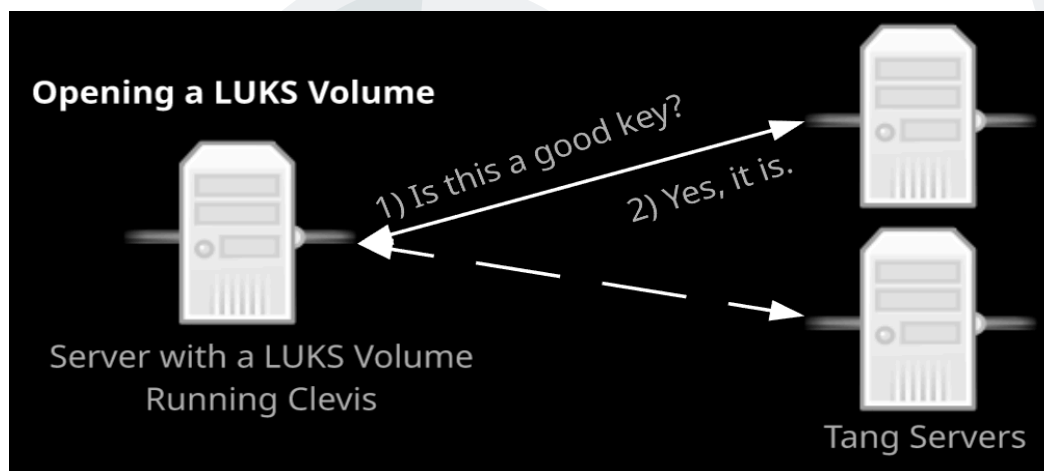 Opening a LUKS Volume
1) Is this a good key?
2) Yes, it is.
Server with a LUKS Volume
Running Clevis
Tang Servers